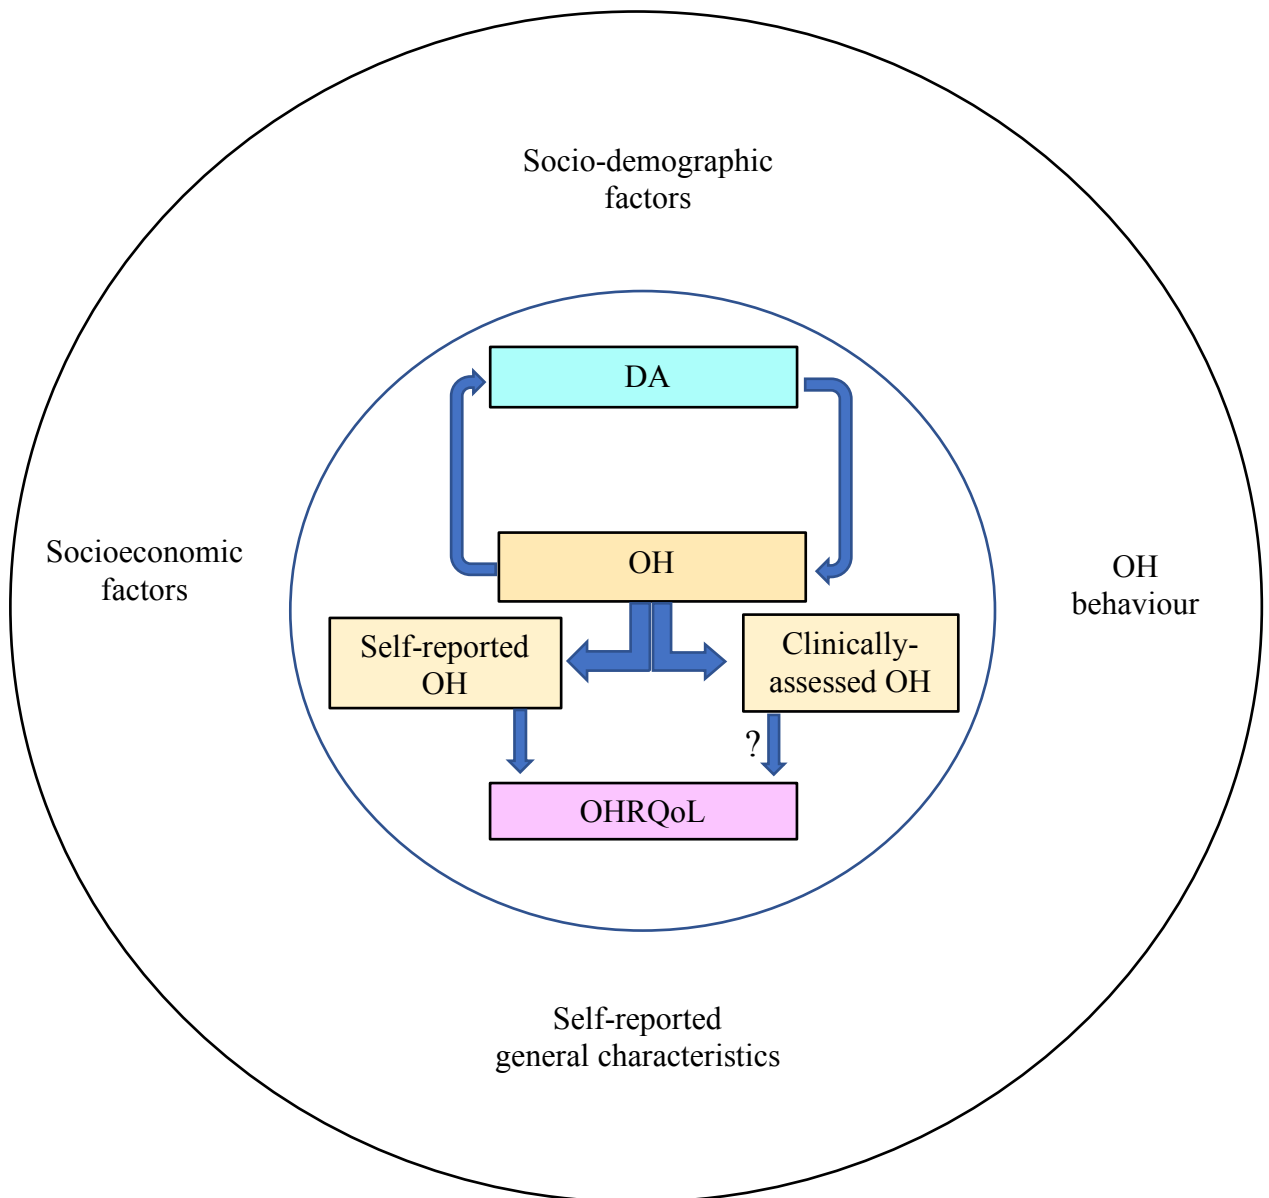 Socio-demographic
factors
DA
Socioeconomic
factors
OH
OH
behaviour
Self-reported
OH
Clinically-
assessed OH
?
OHRQoL
Self-reported
general characteristics